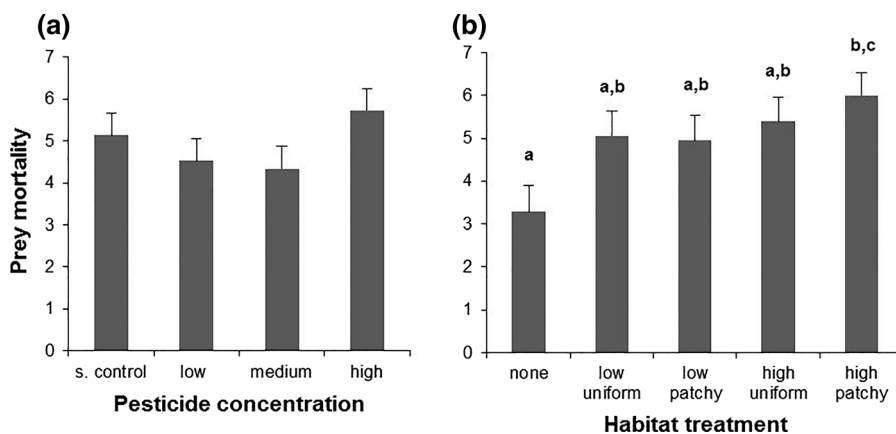 (a)
7
6
5
4
3
2
1
0
Prey mortality
s. control low medium high
Pesticide concentration
(b)
7
6
5
4
3
2
1
0
a
a,b
a,b
a,b
b,c
none low uniform low patchy high uniform high patchy
Habitat treatment